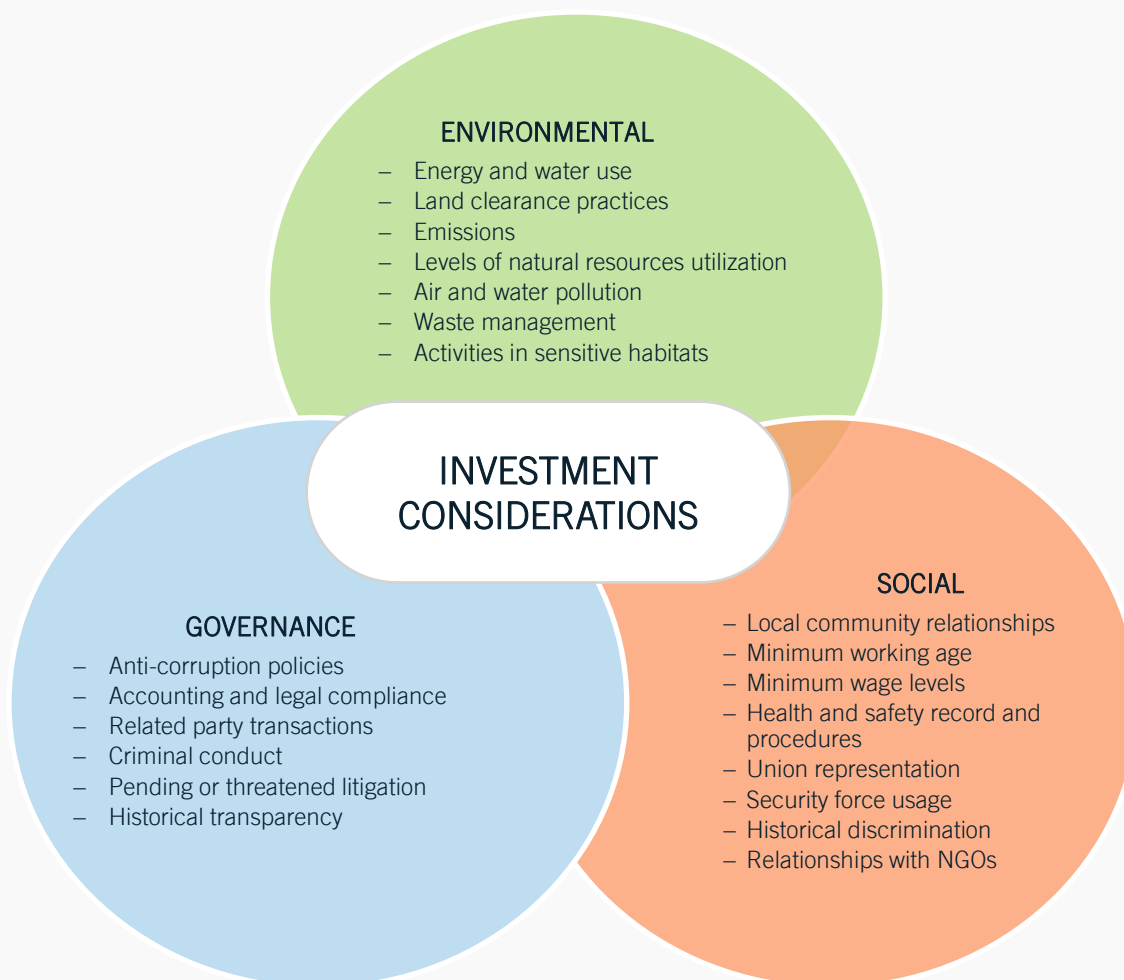 ENVIRONMENTAL
– Energy and water use
– Land clearance practices
– Emissions
– Levels of natural resources utilization
– Air and water pollution
– Waste management
– Activities in sensitive habitats
INVESTMENT
CONSIDERATIONS
GOVERNANCE
– Anti-corruption policies
– Accounting and legal compliance
– Related party transactions
– Criminal conduct
– Pending or threatened litigation
– Historical transparency
SOCIAL
– Local community relationships
– Minimum working age
– Minimum wage levels
– Health and safety record and
procedures
– Union representation
– Security force usage
– Historical discrimination
– Relationships with NGOs